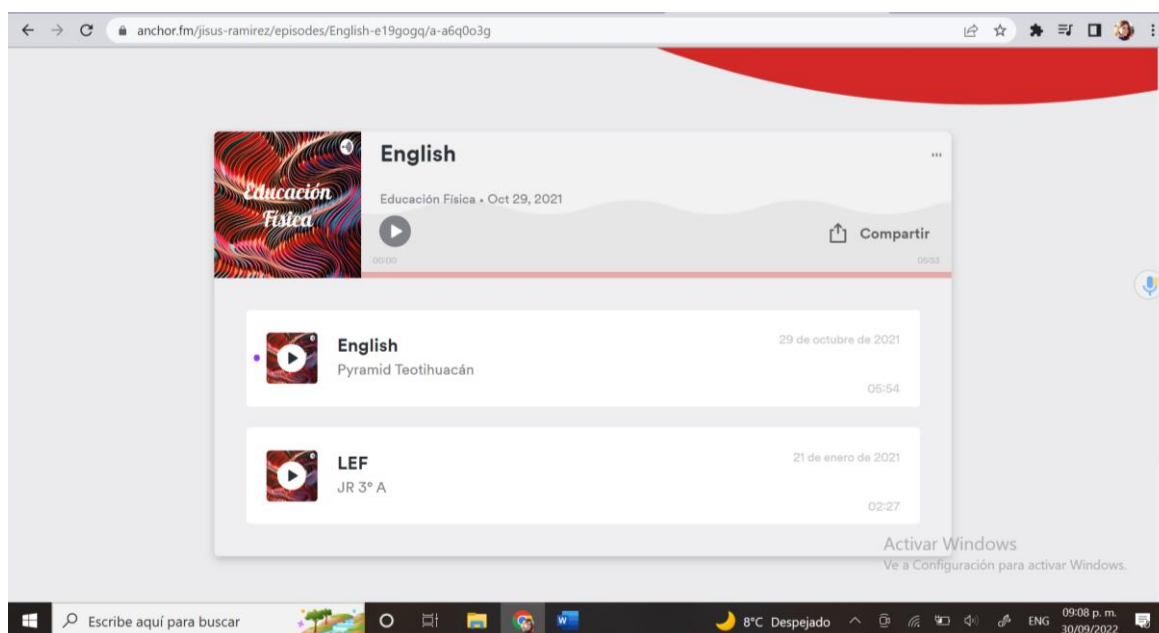 anchor.fm/jisus-ramirez/episodes/English-e19gogq/a-a6q0o3g
Educación
Física
English
...
Educación Física • Oct 29, 2021
Compartir
00:00
05:53
English
29 de octubre de 2021
Pyramid Teotihuacán
05:54
LEF
21 de enero de 2021
JR 3° A
02:27
Activar Windows
Ve a Configuración para activar Windows.
Escribe aquí para buscar
8°C Despejado
ENG
09:08 p. m.
30/09/2022